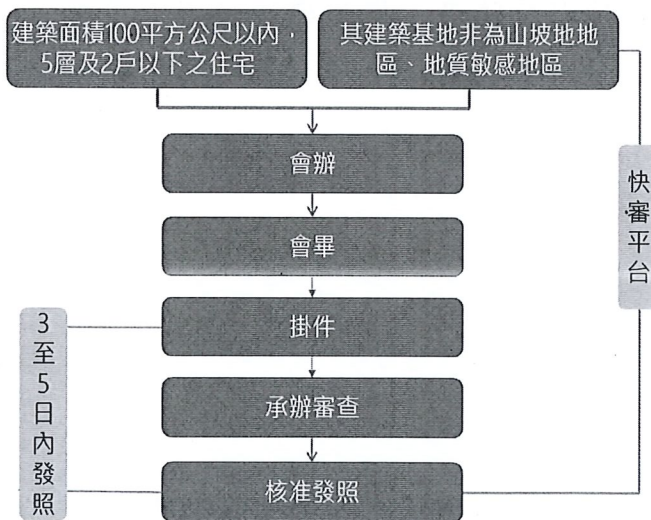 建築面積100平方公尺以內，
5層及2戶以下之住宅
其建築基地非為山坡地地
區、地質敏感地區
會辦
會畢
快審平台
掛件
3至5日內發照
承辦審查
核准發照